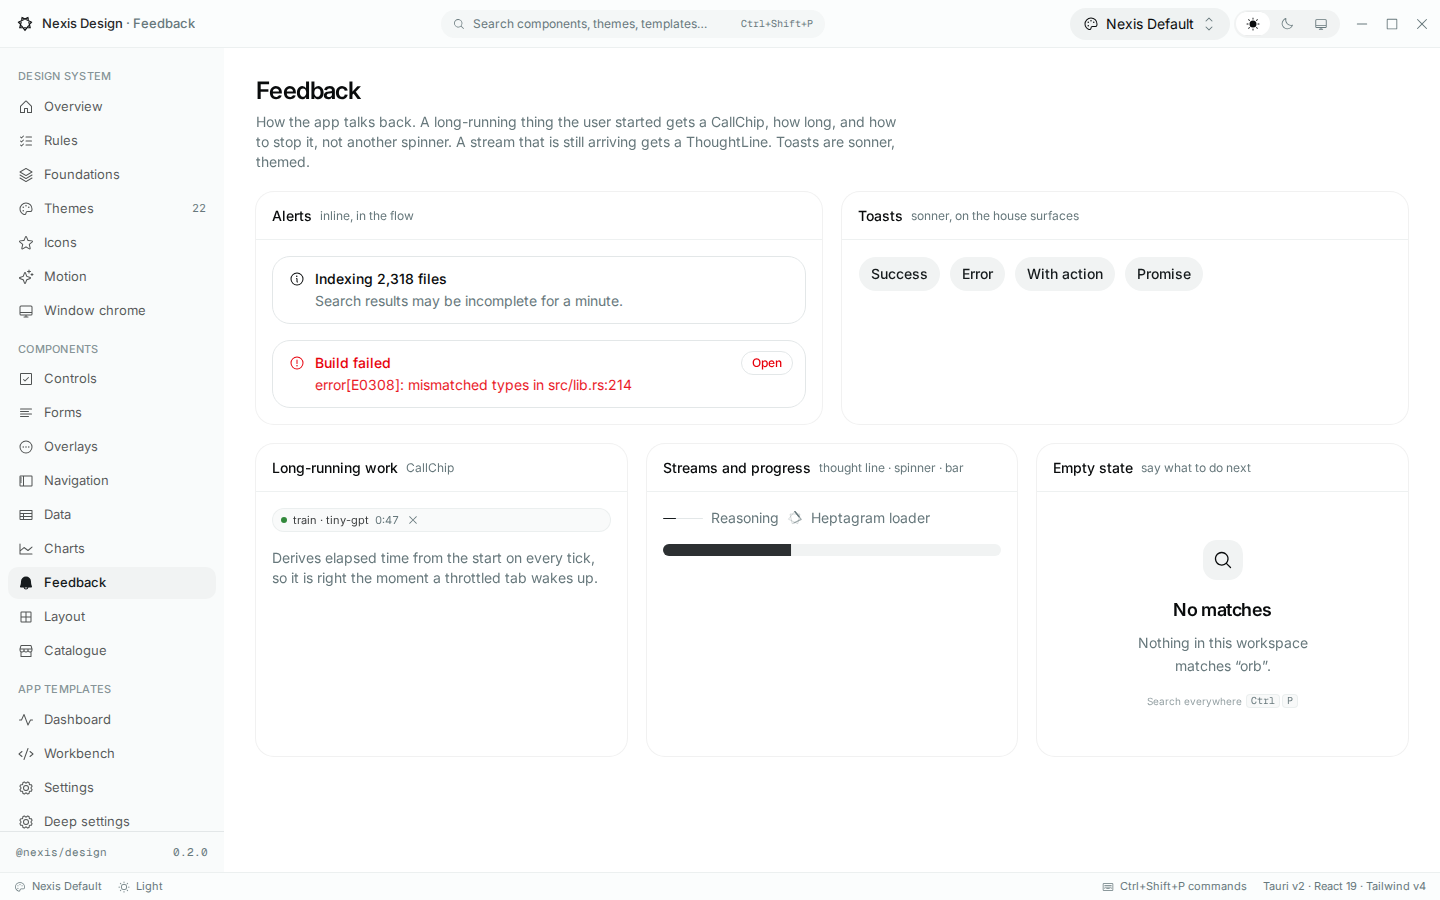 Nexis Design · Feedback
Search components, themes, templates... Ctrl+Shift+P
Nexis Default
DESIGN SYSTEM
Overview
Rules
Foundations
Themes 22
Icons
Motion
Window chrome
COMPONENTS
Controls
Forms
Overlays
Navigation
Data
Charts
Feedback
Layout
Catalogue
APP TEMPLATES
Dashboard
Workbench
Settings
Deep settings
@nexis/design 0.2.0
Feedback
How the app talks back. A long-running thing the user started gets a CallChip, how long, and how
to stop it, not another spinner. A stream that is still arriving gets a ThoughtLine. Toasts are sonner,
themed.
Alerts inline, in the flow
Indexing 2,318 files
Search results may be incomplete for a minute.
Build failed
Open
error[E0308]: mismatched types in src/lib.rs:214
Toasts sonner, on the house surfaces
Success Error With action Promise
Long-running work CallChip
train · tiny-gpt 0:47
Derives elapsed time from the start on every tick,
so it is right the moment a throttled tab wakes up.
Streams and progress thought line · spinner · bar
Reasoning Heptagram loader
Empty state say what to do next
No matches
Nothing in this workspace
matches “orb”.
Search everywhere Ctrl P
Nexis Default Light
Ctrl+Shift+P commands Tauri v2 · React 19 · Tailwind v4